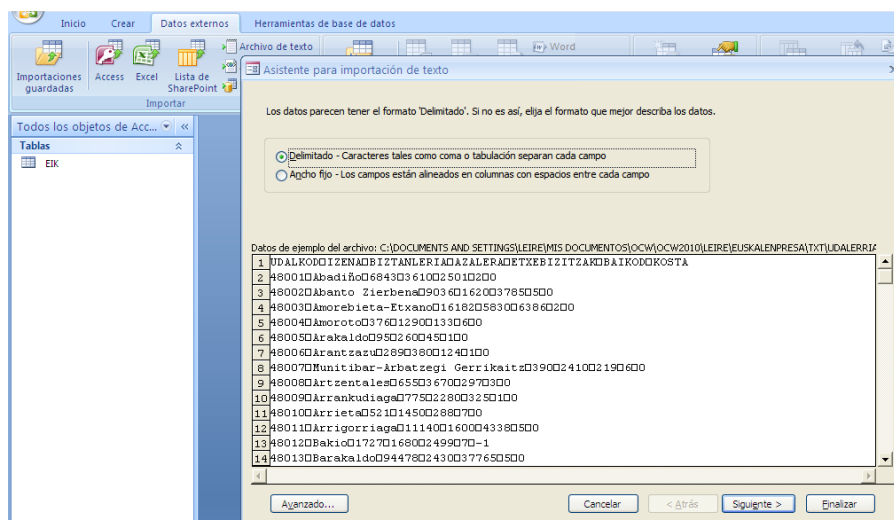 Inicio Crear Datos externos Herramientas de base de datos
Importaciones guardadas
Access
Excel
Lista de SharePoint
Archivo de texto
Word
Importar
Asistente para importación de texto
Todos los objetos de Acc...
Tablas
EIK
Los datos parecen tener el formato 'Delimitado'. Si no es así, elija el formato que mejor describa los datos.
Delimitado - Caracteres tales como coma o tabulación separan cada campo
Ancho fijo - Los campos están alineados en columnas con espacios entre cada campo
Datos de ejemplo del archivo: C:\DOCUMENTS AND SETTINGS\LEIRE\MIS DOCUMENTOS\OCW\OCW2010\LEIRE\EUSKALENPRESA\TXT\UDALERRIA
1 UDALKOD□IZENA□BIZTANLERIA□AZALERA□ETXEBIZITZAK□BAIKOD□KOSTA
2 48001□Abadiño□6843□3610□2501□2□0
3 48002□Abanto Zierbena□9036□1620□3785□5□0
4 48003□Amorebieta-Etxano□16182□5830□6386□2□0
5 48004□Amoroto□376□1290□133□6□0
6 48005□Arakaldo□95□260□45□1□0
7 48006□Arantzazu□289□380□124□1□0
8 48007□Munitibar-Arbatzegi Gerrikaitz□390□2410□219□6□0
9 48008□Artzentales□655□3670□297□3□0
10 48009□Arrankudiaga□775□2280□325□1□0
11 48010□Arrieta□521□1450□288□7□0
12 48011□Arrigorriaga□11140□1600□4338□5□0
13 48012□Bakio□1727□1680□2499□7□-1
14 48013□Barakaldo□94478□2430□37765□5□0
Avanzado... Cancelar < Atrás Siguiente > Finalizar